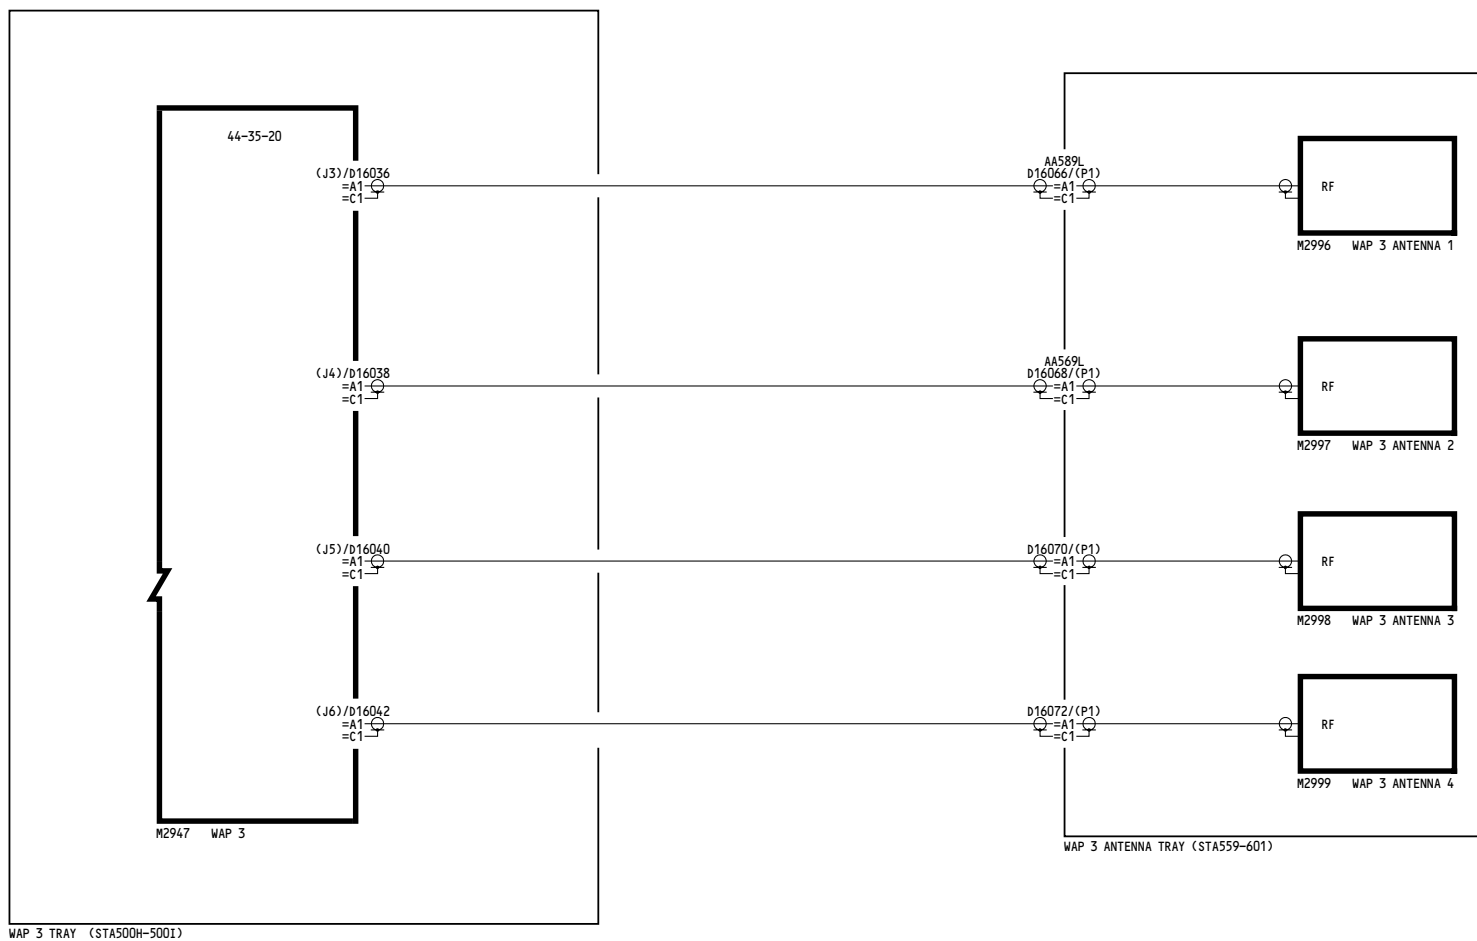 44-35-20
(J3)/D16036
=A1
=C1
AA589L
D16066/(P1)
=A1
=C1
RF
M2996 WAP 3 ANTENNA 1
(J4)/D16038
=A1
=C1
AA569L
D16068/(P1)
=A1
=C1
RF
M2997 WAP 3 ANTENNA 2
(J5)/D16040
=A1
=C1
D16070/(P1)
=A1
=C1
RF
M2998 WAP 3 ANTENNA 3
(J6)/D16042
=A1
=C1
D16072/(P1)
=A1
=C1
RF
M2999 WAP 3 ANTENNA 4
M2947 WAP 3
WAP 3 ANTENNA TRAY (STA559-601)
WAP 3 TRAY (STA500H-500I)